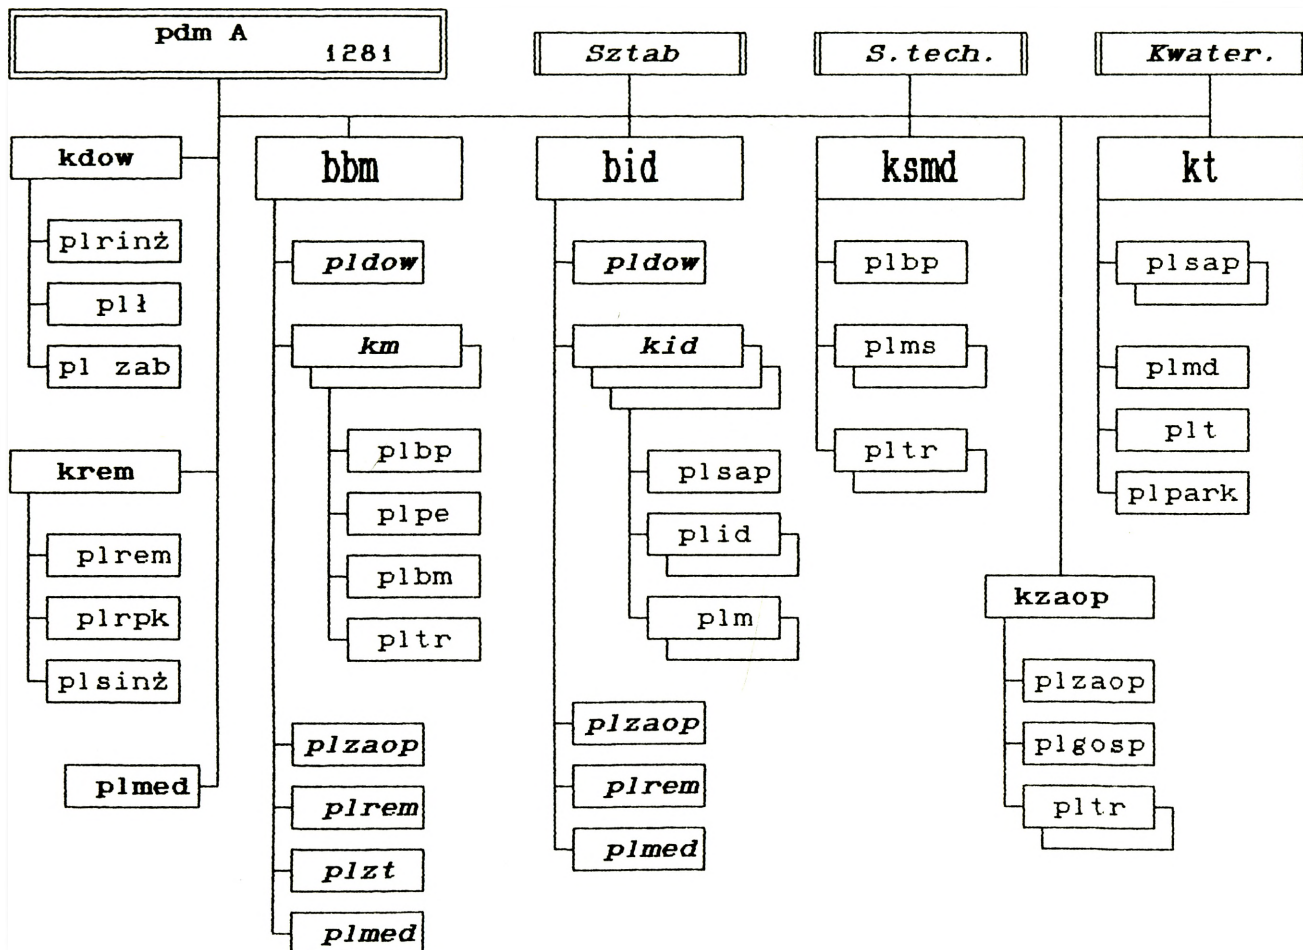 pdm A
1281
Sztab
S.tech.
Kwater.
kdow
plrinż
plł
pl zab
krem
plrem
plrpk
plsinż
plmed
bbm
pldow
km
plbp
plpe
plbm
pltr
plzaop
plrem
plzt
plmed
bid
pldow
kid
plsap
plid
plm
plzaop
plrem
plmed
ksmd
plbp
plms
pltr
kt
plsap
plmd
plt
plpark
kzaop
plzaop
plgosp
pltr